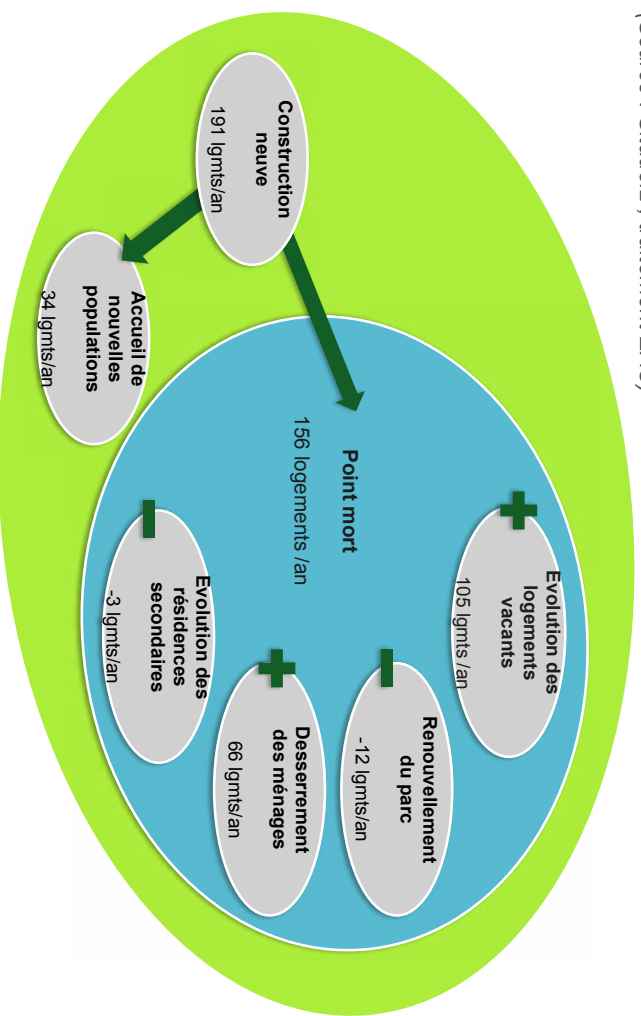 Construction
neuve
191 lgmts/an
Accueil de
nouvelles
populations
34 lgmts/an
Point mort
156 logements /an
Evolution des
logements
vacants
105 lgmts /an
Renouvellement
du parc
-12 lgmts/an
Desserrement
des ménages
66 lgmts/an
Evolution des
résidences
secondaires
-3 lgmts/an